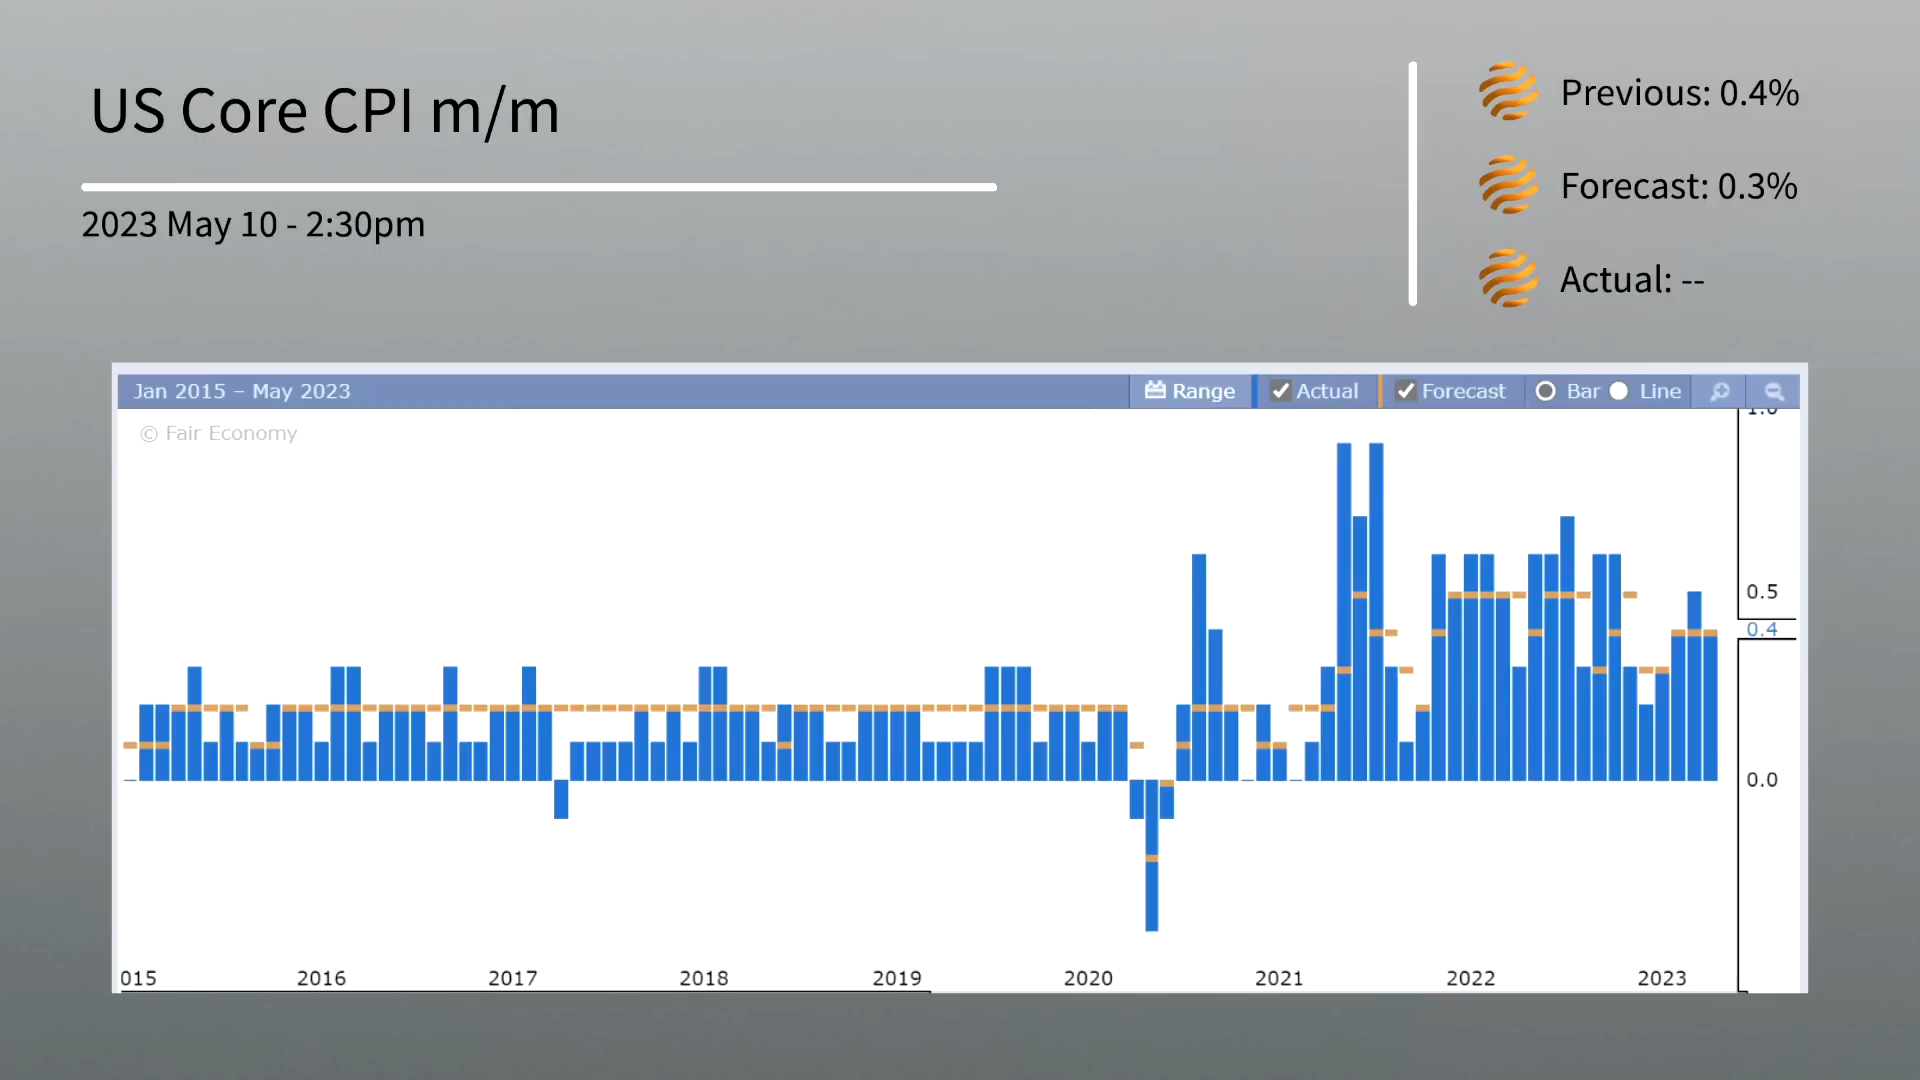 US Core CPI m/m
2023 May 10 - 2:30pm
Previous: 0.4%
Forecast: 0.3%
Actual: --
Jan 2015 – May 2023
Range
Actual
Forecast
Bar
Line
© Fair Economy
1.0
0.5
0.4
0.0
015 2016 2017 2018 2019 2020 2021 2022 2023